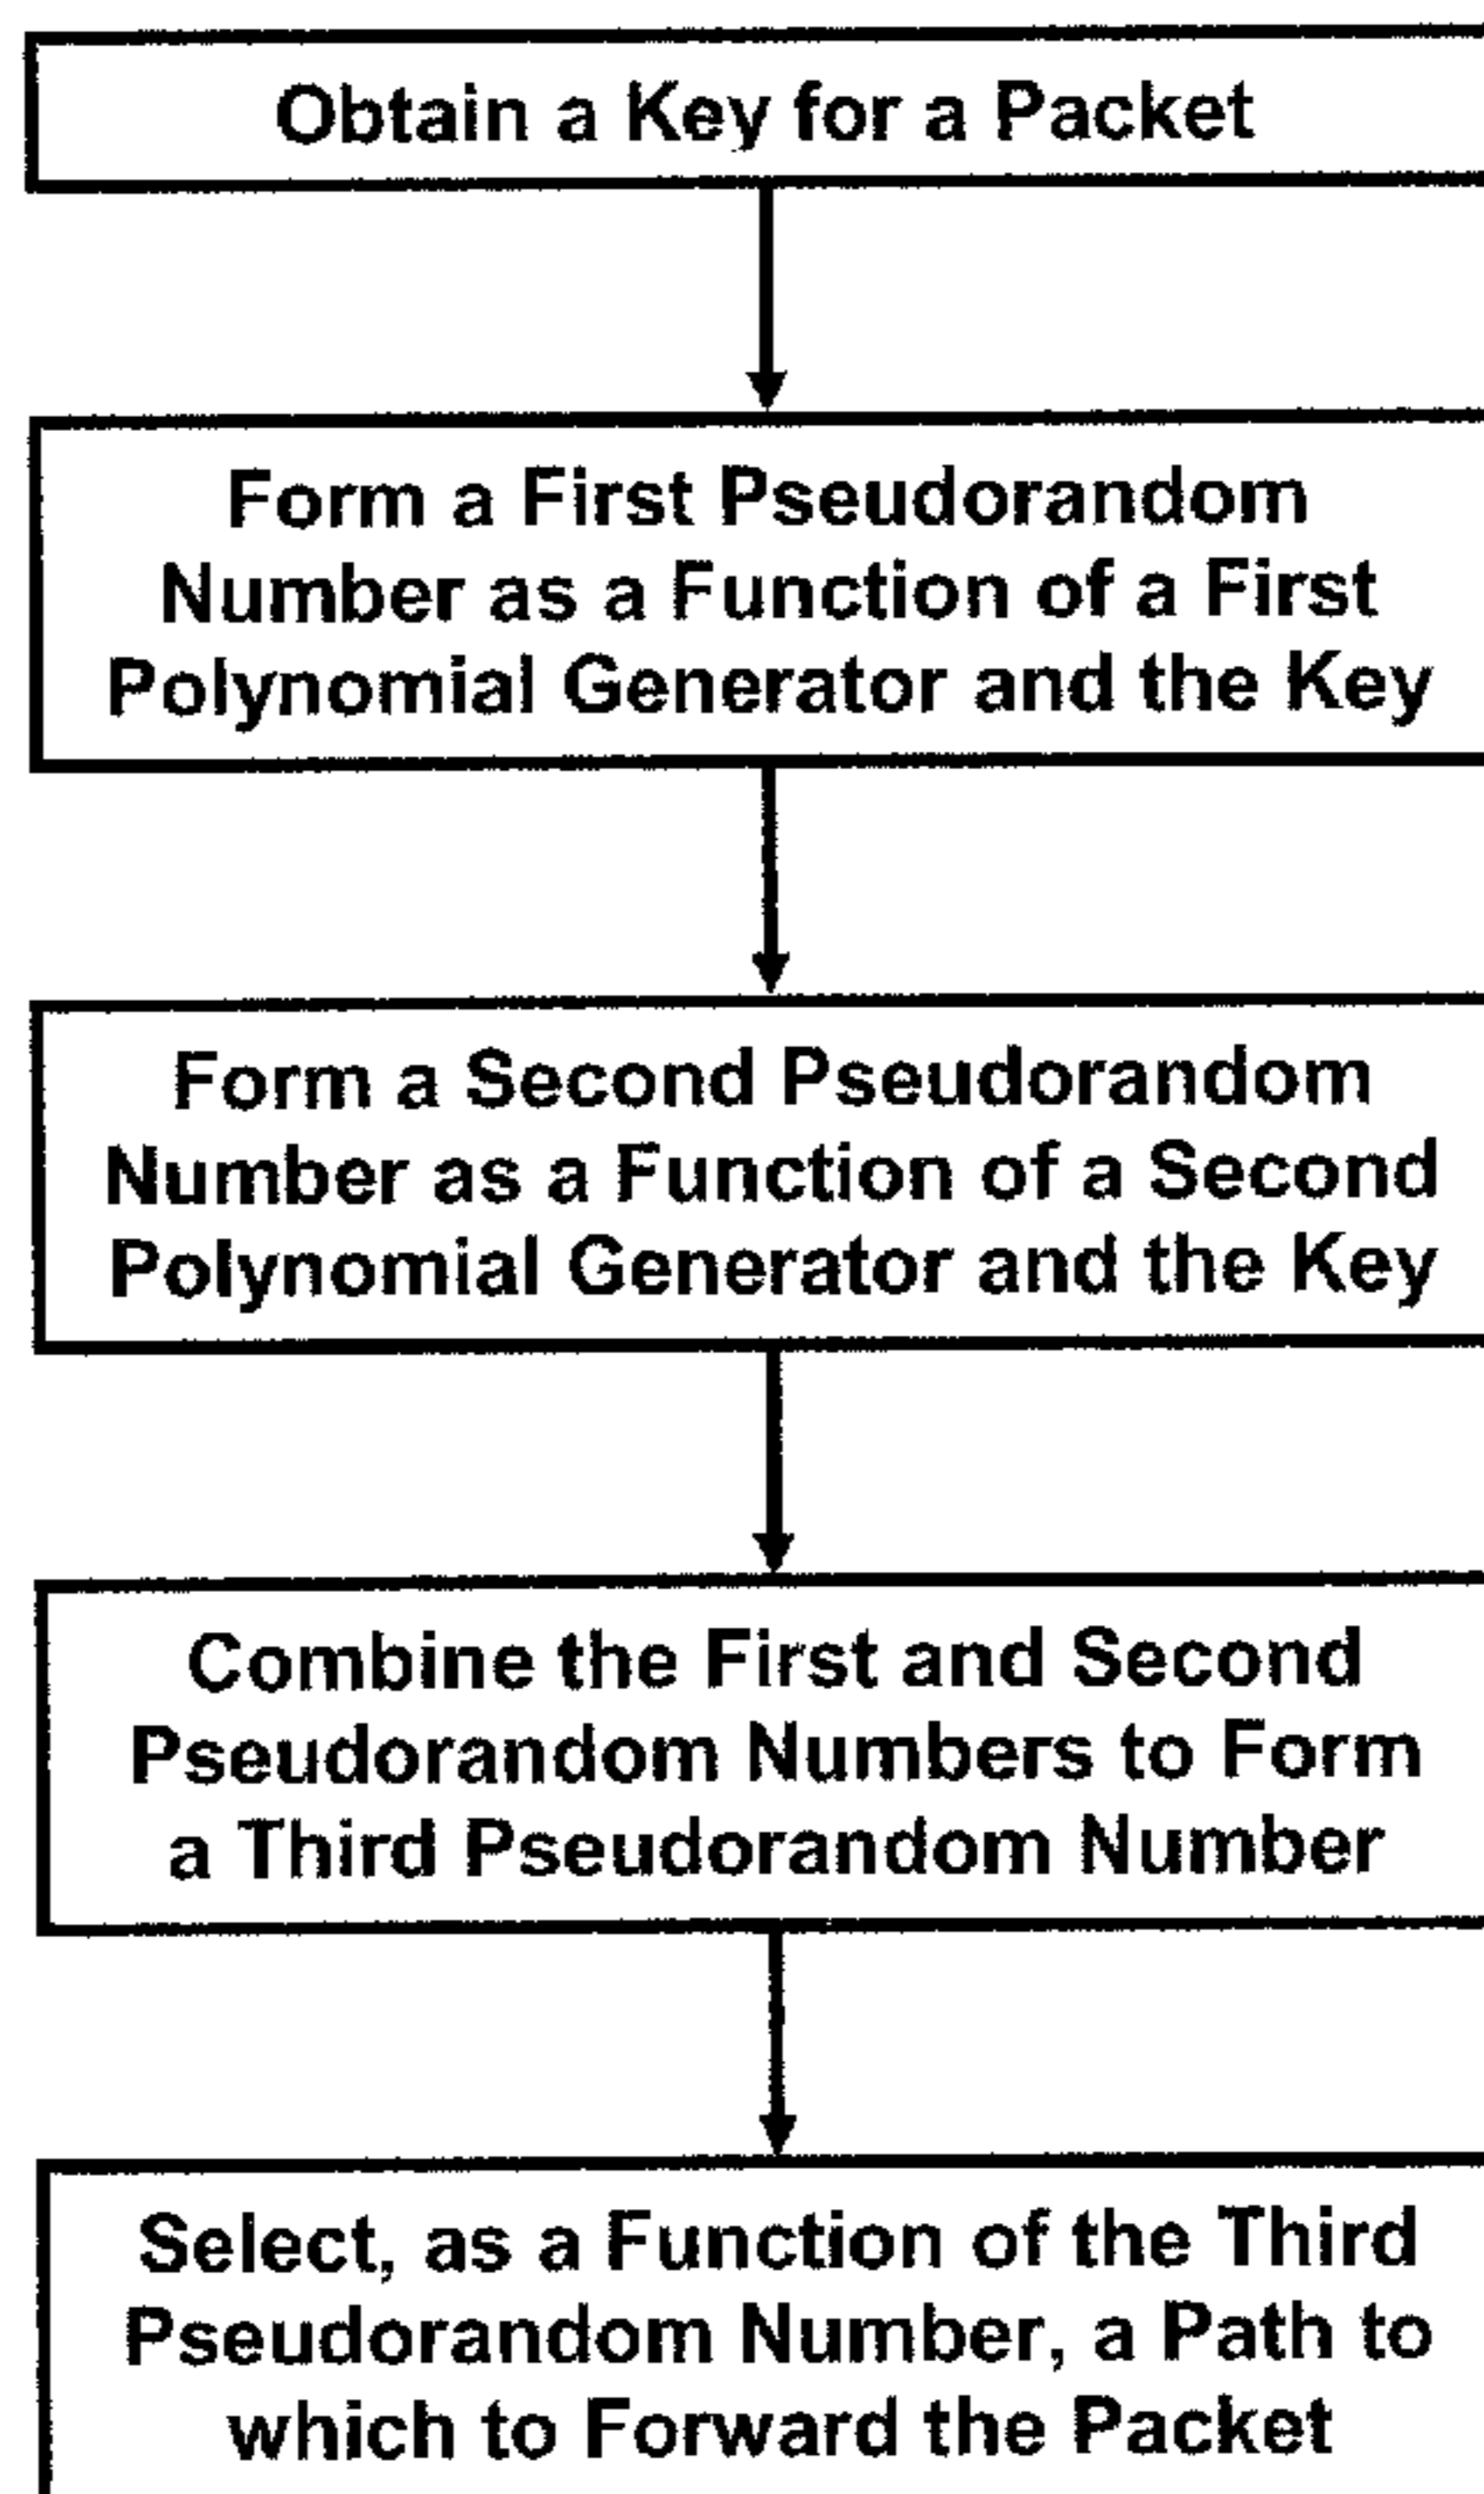 Obtain a Key for a Packet
Form a First Pseudorandom
Number as a Function of a First
Polynomial Generator and the Key
Form a Second Pseudorandom
Number as a Function of a Second
Polynomial Generator and the Key
Combine the First and Second
Pseudorandom Numbers to Form
a Third Pseudorandom Number
Select, as a Function of the Third
Pseudorandom Number, a Path to
which to Forward the Packet